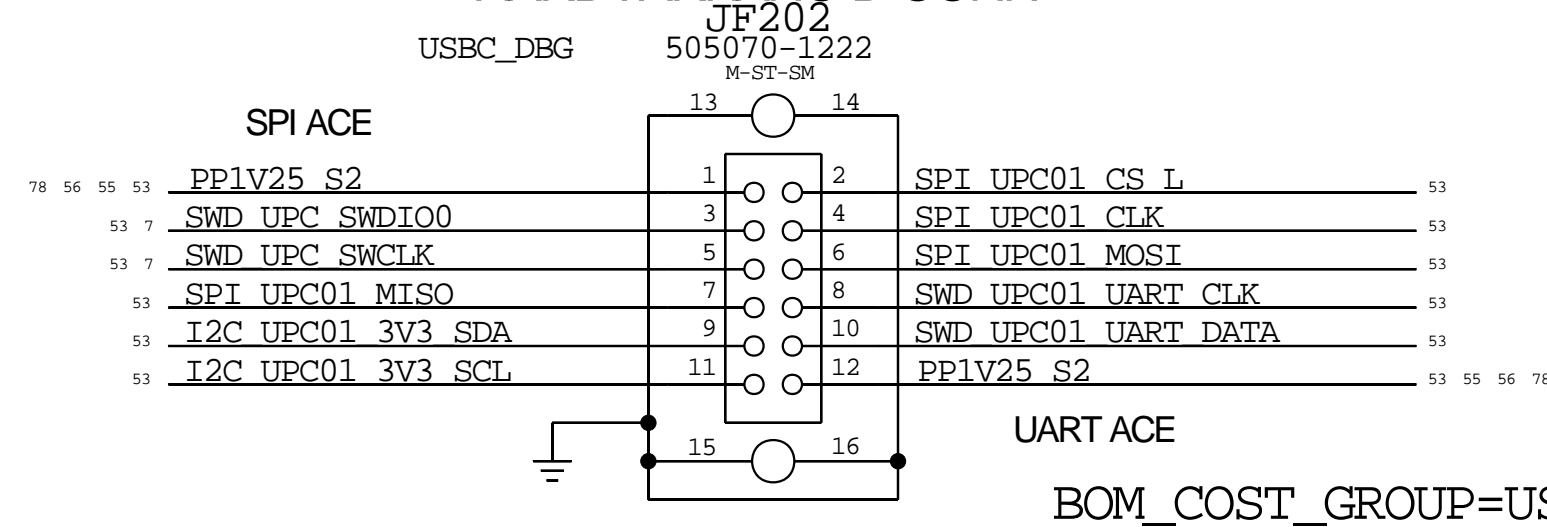 JF202
USBC_DBG 505070-1222
M-ST-SM
13 14
SPI ACE
78 56 55 53 PP1V25_S2 1 2 SPI_UPC01_CS_L 53
53 7 SWD_UPC_SWDIO0 3 4 SPI_UPC01_CLK 53
53 7 SWD_UPC_SWCLK 5 6 SPI_UPC01_MOSI 53
53 SPI_UPC01_MISO 7 8 SWD_UPC01_UART_CLK 53
53 I2C_UPC01_3V3_SDA 9 10 SWD_UPC01_UART_DATA 53
53 I2C_UPC01_3V3_SCL 11 12 PP1V25_S2 53 55 56 78
UART ACE
15 16
BOM_COST_GROUP=US